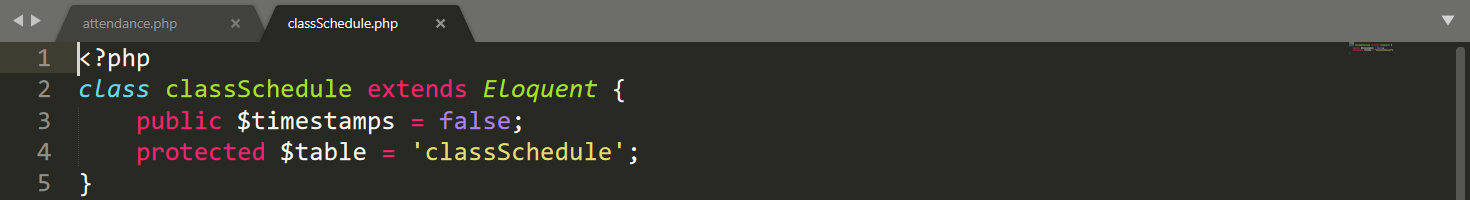 attendance.php × classSchedule.php ×
1 <?php
2 class classSchedule extends Eloquent {
3     public $timestamps = false;
4     protected $table = 'classSchedule';
5 }